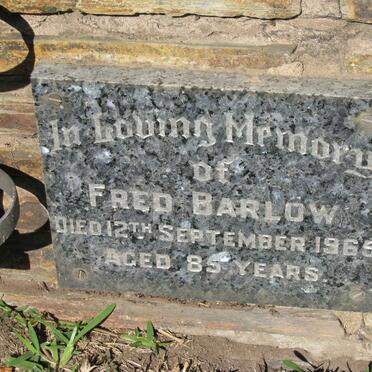 In Loving Memory
of
FRED BARLOW
DIED 12TH SEPTEMBER 1965
AGED 85 YEARS